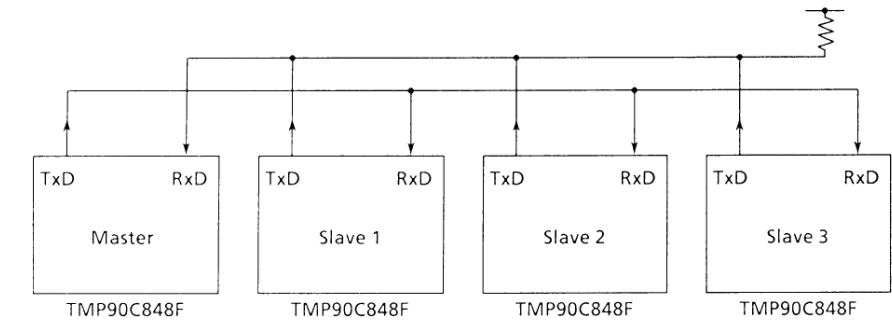 TxD RxD TxD RxD TxD RxD TxD RxD
Master Slave 1 Slave 2 Slave 3
TMP90C848F TMP90C848F TMP90C848F TMP90C848F